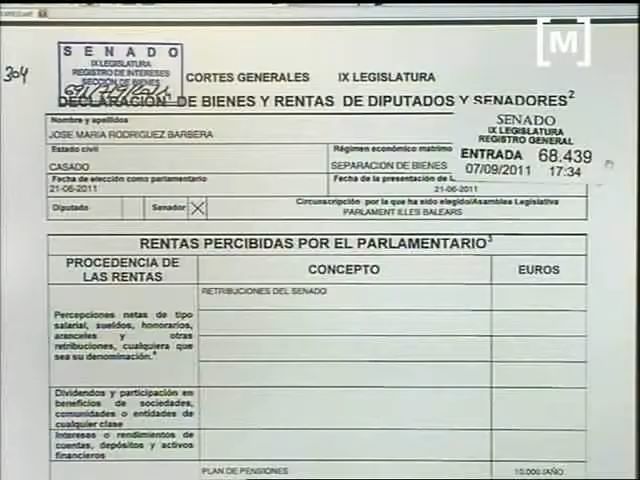 [M]
304
SENADO
IX LEGISLATURA
REGISTRO DE INTERESES
SECCIÓN DE BIENES
CORTES GENERALES IX LEGISLATURA
DECLARACIÓN DE BIENES Y RENTAS DE DIPUTADOS Y SENADORES²
SENADO
IX LEGISLATURA
REGISTRO GENERAL
ENTRADA 68.439
07/09/2011 17:34
Nombre y apellidos
JOSE MARIA RODRIGUEZ BARBERA
Estado civil
CASADO
Régimen económico matrimo
SEPARACION DE BIENES
Fecha de elección como parlamentario
21-06-2011
Fecha de la presentación de
21-06-2011
Diputado Senador X
Circunscripción por la que ha sido elegido/Asamblea Legislativa
PARLAMENT ILLES BALEARS
RENTAS PERCIBIDAS POR EL PARLAMENTARIO³
PROCEDENCIA DE
LAS RENTAS
CONCEPTO
EUROS
Percepciones netas de tipo
salarial, sueldos, honorarios,
aranceles y otras
retribuciones, cualquiera que
sea su denominación.⁴
RETRIBUCIONES DEL SENADO
Dividendos y participación en
beneficios de sociedades,
comunidades o entidades de
cualquier clase
Intereses o rendimientos de
cuentas, depósitos y activos
financieros
PLAN DE PENSIONES 10.000 /AÑO